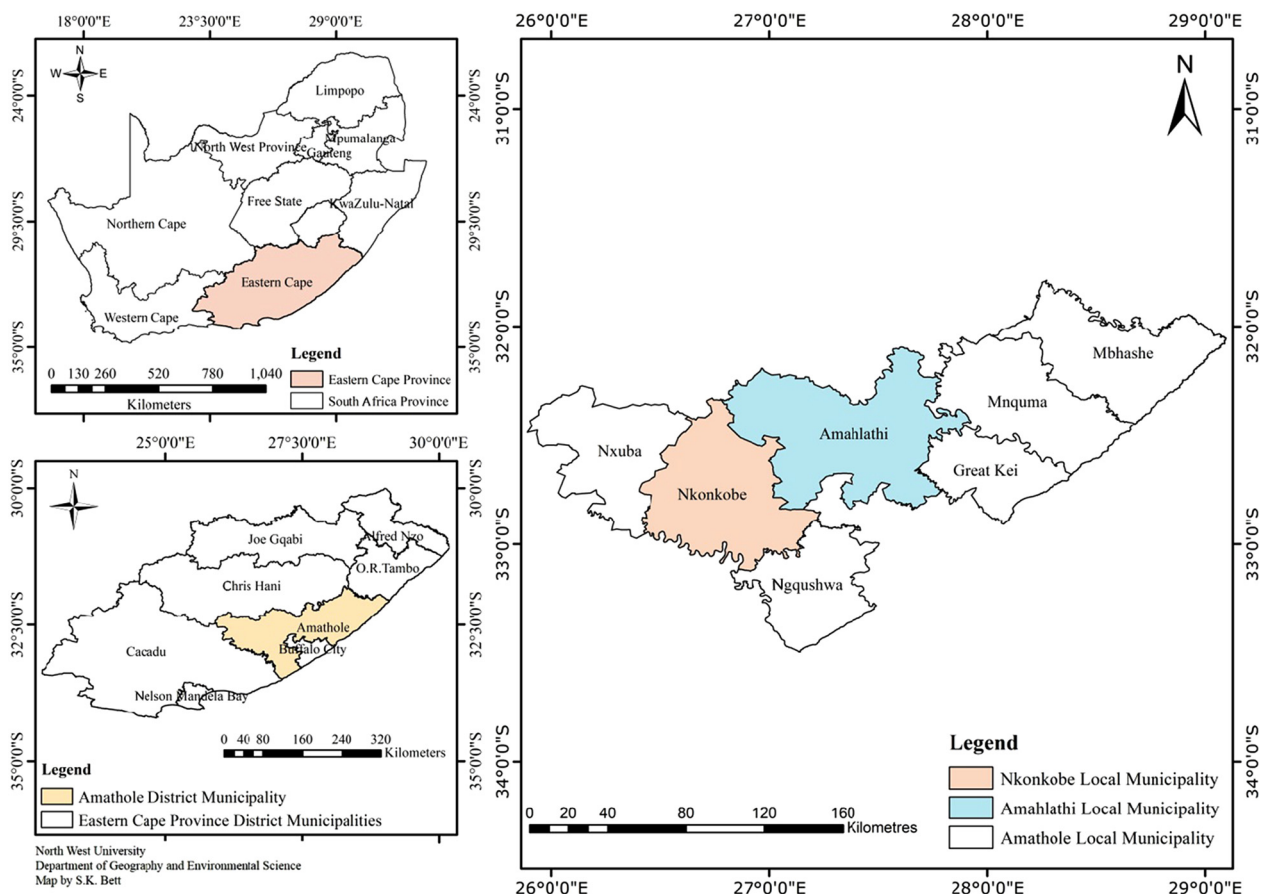 18°0'0"E 23°30'0"E 29°0'0"E
N
W E
S
24°0'0"S
29°30'0"S
35°0'0"S
24°0'0"S
29°30'0"S
35°0'0"S
Limpopo
Mpumalanga
North West Province
Gauteng
Free State
KwaZulu-Natal
Northern Cape
Eastern Cape
Western Cape
Legend
Eastern Cape Province
South Africa Province
0 130 260 520 780 1,040
Kilometers
25°0'0"E 27°30'0"E 30°0'0"E
N
30°0'0"S
32°30'0"S
35°0'0"S
30°0'0"S
32°30'0"S
35°0'0"S
Joe Gqabi
Alfred Nzo
O.R.Tambo
Chris Hani
Amathole
Buffalo City
Cacadu
Nelson Mandela Bay
0 40 80 160 240 320
Kilometers
Legend
Amathole District Municipality
Eastern Cape Province District Municipalities
North West University
Department of Geography and Environmental Science
Map by S.K. Bett
26°0'0"E 27°0'0"E 28°0'0"E 29°0'0"E
N
31°0'0"S
32°0'0"S
33°0'0"S
34°0'0"S
31°0'0"S
32°0'0"S
33°0'0"S
34°0'0"S
Mbhashe
Mnquma
Amahlathi
Nxuba
Great Kei
Nkonkobe
Ngqushwa
Legend
Nkonkobe Local Municipality
Amahlathi Local Municipality
Amathole Local Municipality
0 20 40 80 120 160
Kilometres
26°0'0"E 27°0'0"E 28°0'0"E 29°0'0"E